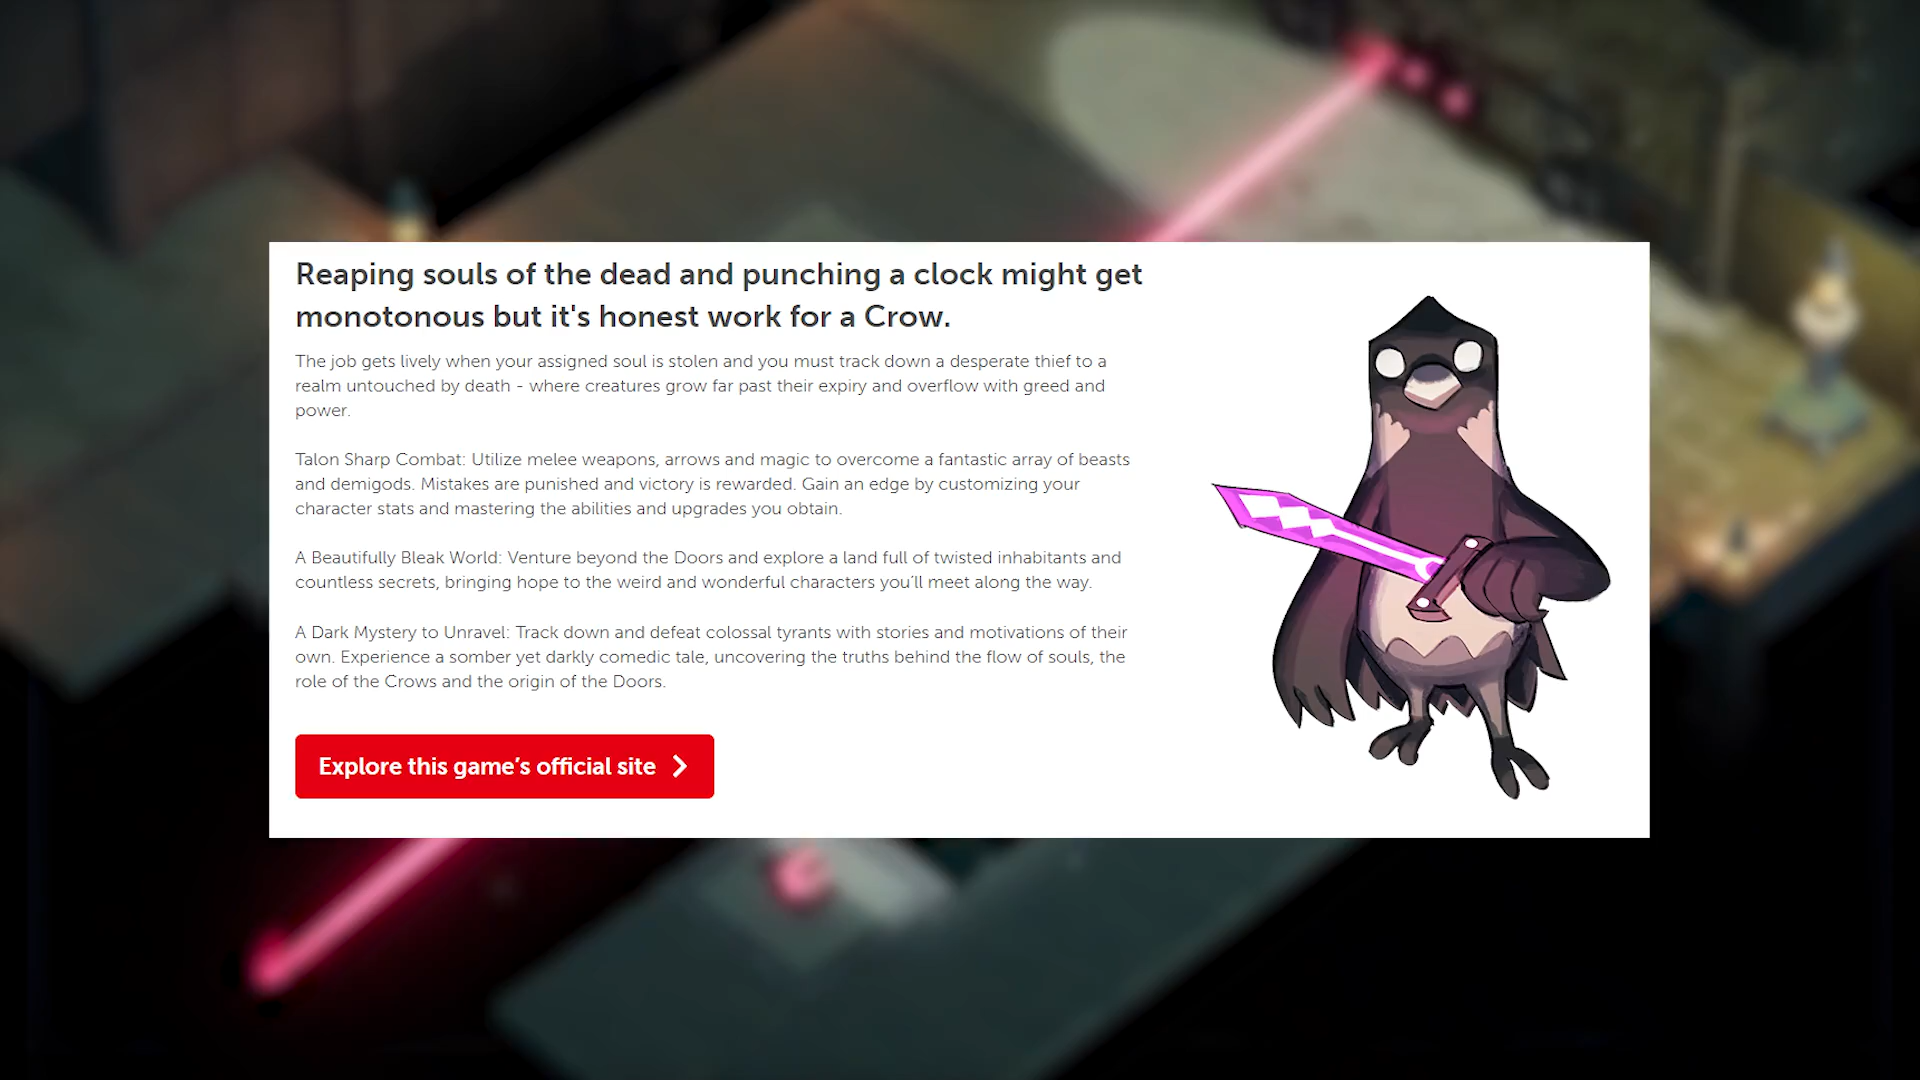 Reaping souls of the dead and punching a clock might get
monotonous but it's honest work for a Crow.
The job gets lively when your assigned soul is stolen and you must track down a desperate thief to a
realm untouched by death - where creatures grow far past their expiry and overflow with greed and
power.
Talon Sharp Combat: Utilize melee weapons, arrows and magic to overcome a fantastic array of beasts
and demigods. Mistakes are punished and victory is rewarded. Gain an edge by customizing your
character stats and mastering the abilities and upgrades you obtain.
A Beautifully Bleak World: Venture beyond the Doors and explore a land full of twisted inhabitants and
countless secrets, bringing hope to the weird and wonderful characters you’ll meet along the way.
A Dark Mystery to Unravel: Track down and defeat colossal tyrants with stories and motivations of their
own. Experience a somber yet darkly comedic tale, uncovering the truths behind the flow of souls, the
role of the Crows and the origin of the Doors.
Explore this game’s official site